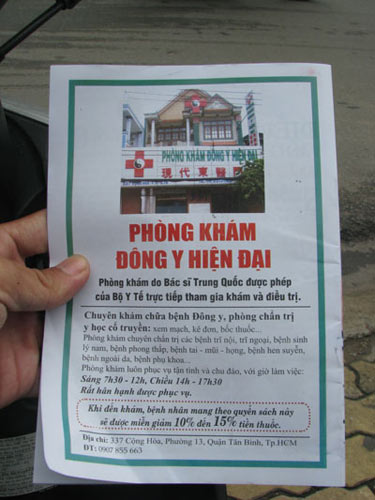 PHÒNG KHÁM ĐÔNG Y HIỆN ĐẠI
現代東醫院
PHÒNG KHÁM
ĐÔNG Y HIỆN ĐẠI
Phòng khám do Bác sĩ Trung Quốc được phép
của Bộ Y Tế trực tiếp tham gia khám và điều trị.
Chuyên khám chữa bệnh Đông y, phòng chẩn trị
y học cổ truyền: xem mạch, kê đơn, bốc thuốc...
Phòng khám chuyên chẩn trị các bệnh trĩ nội, trĩ ngoại, bệnh sinh
lý nam, bệnh phong thấp, bệnh tai - mũi - họng, bệnh hen suyễn,
bệnh ngoài da, bệnh phụ khoa...
Phòng khám luôn phục vụ tận tình và chu đáo, với giờ làm việc:
Sáng 7h30 - 12h, Chiều 14h - 17h30
Rất hân hạnh được phục vụ.
Khi đến khám, bệnh nhân mang theo quyển sách này
sẽ được miễn giảm 10% đến 15% tiền thuốc.
Địa chỉ: 337 Cộng Hòa, Phường 13, Quận Tân Bình, Tp.HCM
ĐT: 0907 855 663